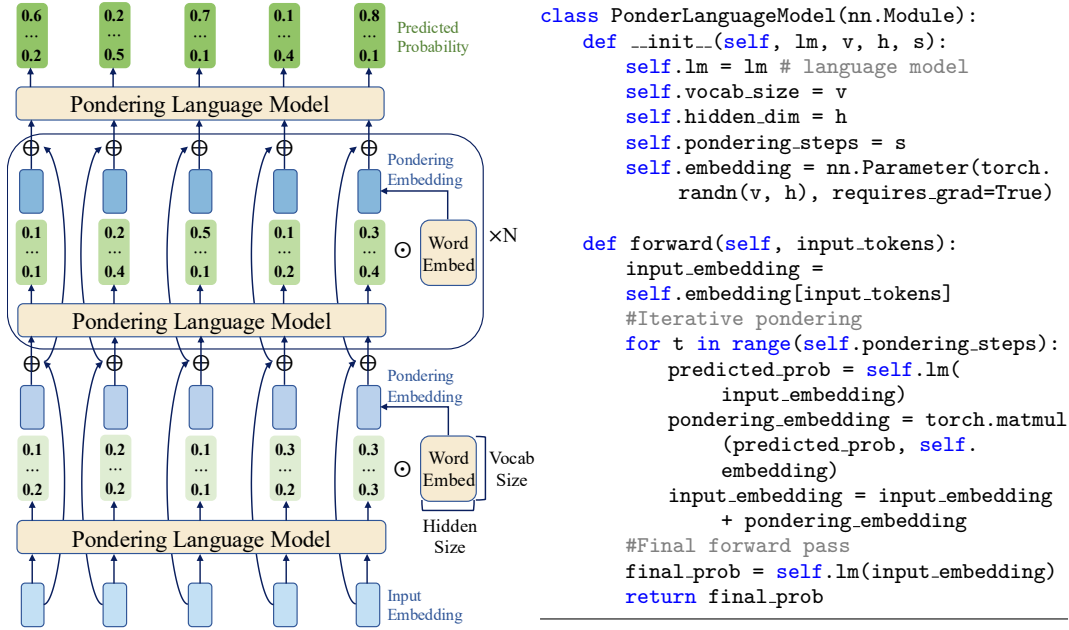 0.6 0.2 0.7 0.1 0.8
... ... ... ... ...
0.2 0.5 0.1 0.4 0.1
Predicted
Probability
Pondering Language Model
Pondering
Embedding
0.1 0.2 0.5 0.1 0.3
... ... ... ... ...
0.1 0.4 0.1 0.2 0.4
⊙
Word
Embed
×N
Pondering Language Model
Pondering
Embedding
0.1 0.2 0.1 0.3 0.3
... ... ... ... ...
0.2 0.2 0.1 0.2 0.3
⊙
Word
Embed
Vocab
Size
Hidden
Size
Pondering Language Model
Input
Embedding
class PonderLanguageModel(nn.Module):
def __init__(self, lm, v, h, s):
self.lm = lm # language model
self.vocab_size = v
self.hidden_dim = h
self.pondering_steps = s
self.embedding = nn.Parameter(torch.
randn(v, h), requires_grad=True)
def forward(self, input_tokens):
input_embedding =
self.embedding[input_tokens]
#Iterative pondering
for t in range(self.pondering_steps):
predicted_prob = self.lm(
input_embedding)
pondering_embedding = torch.matmul
(predicted_prob, self.
embedding)
input_embedding = input_embedding
+ pondering_embedding
#Final forward pass
final_prob = self.lm(input_embedding)
return final_prob